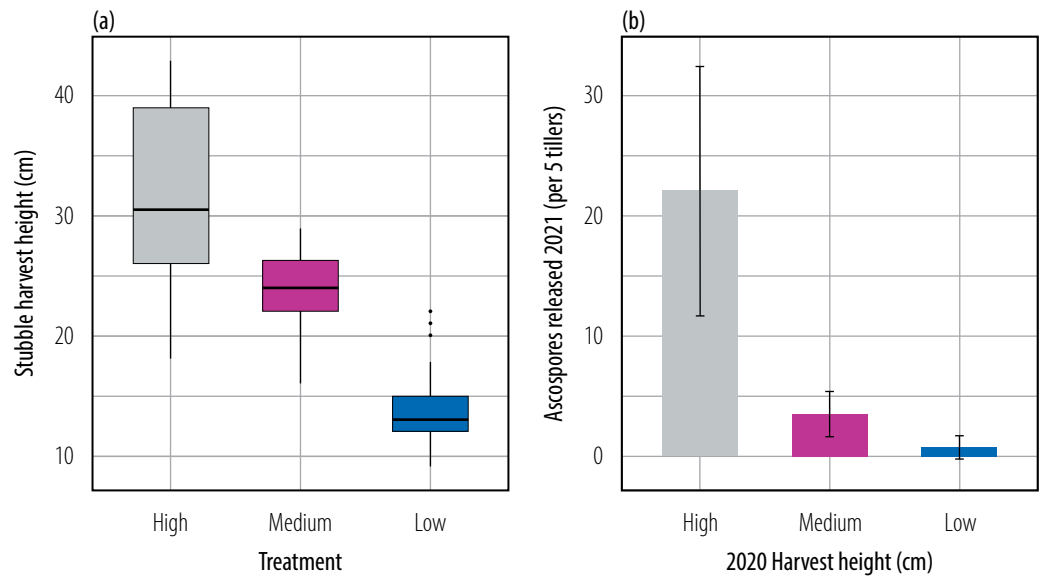 (a)
Stubble harvest height (cm)
40
30
20
10
High Medium Low
Treatment
(b)
Ascospores released 2021 (per 5 tillers)
30
20
10
0
High Medium Low
2020 Harvest height (cm)